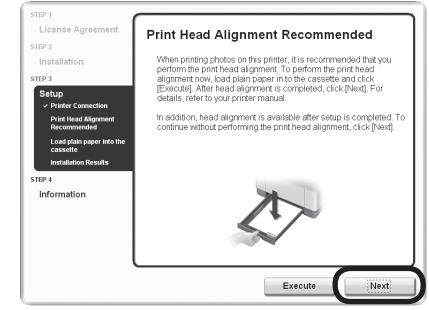 STEP 1
License Agreement
STEP 2
Installation
STEP 3
Setup
✓ Printer Connection
Print Head Alignment
Recommended
Load plain paper into the
cassette
Installation Results
STEP 4
Information
Print Head Alignment Recommended
When printing photos on this printer, it is recommended that you
perform the print head alignment. To perform the print head
alignment now, load plain paper in the cassette and click
[Execute]. After head alignment is completed, click [Next]. For
details, refer to your printer manual.
In addition, head alignment is available after setup is completed. To
continue without performing the print head alignment, click [Next].
Execute
Next